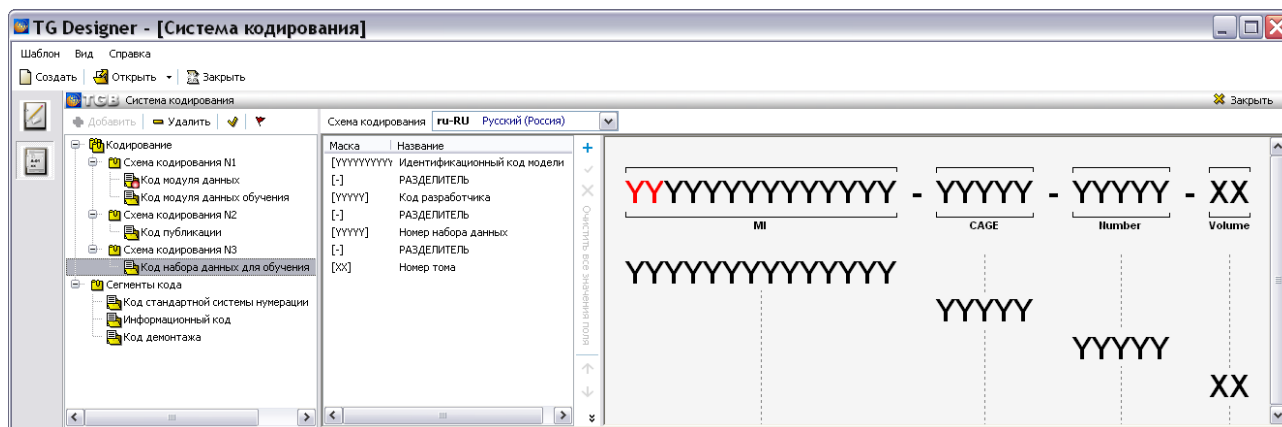 TG Designer - [Система кодирования]
Шаблон Вид Справка
Создать Открыть Закрыть
TGB Система кодирования Закрыть
Добавить Удалить Схема кодирования ru-RU Русский (Россия)
Кодирование
Схема кодирования N1
Код модуля данных
Код модуля данных обучения
Схема кодирования N2
Код публикации
Схема кодирования N3
Код набора данных для обучения
Сегменты кода
Код стандартной системы нумерации
Информационный код
Код демонтажа
Маска Название
[YYYYYYYYY Идентификационный код модели
[-] РАЗДЕЛИТЕЛЬ
[YYYYY] Код разработчика
[-] РАЗДЕЛИТЕЛЬ
[YYYYY] Номер набора данных
[-] РАЗДЕЛИТЕЛЬ
[XX] Номер тома
Очистить все значения поля
YYYYYYYYYYYYYY - YYYYY - YYYYY - XX
MI CAGE Number Volume
YYYYYYYYYYYYYY
YYYYY
YYYYY
XX